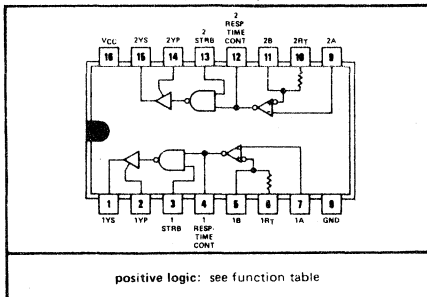 2
RESP
2 TIME
VCC 2YS 2YP STRB CONT 2B 2RT 2A
16 15 14 13 12 11 10 9
1 2 3 4 5 6 7 8
1YS 1YP 1 1 1B 1RT 1A GND
STRB RESP-
TIME
CONT
positive logic: see function table